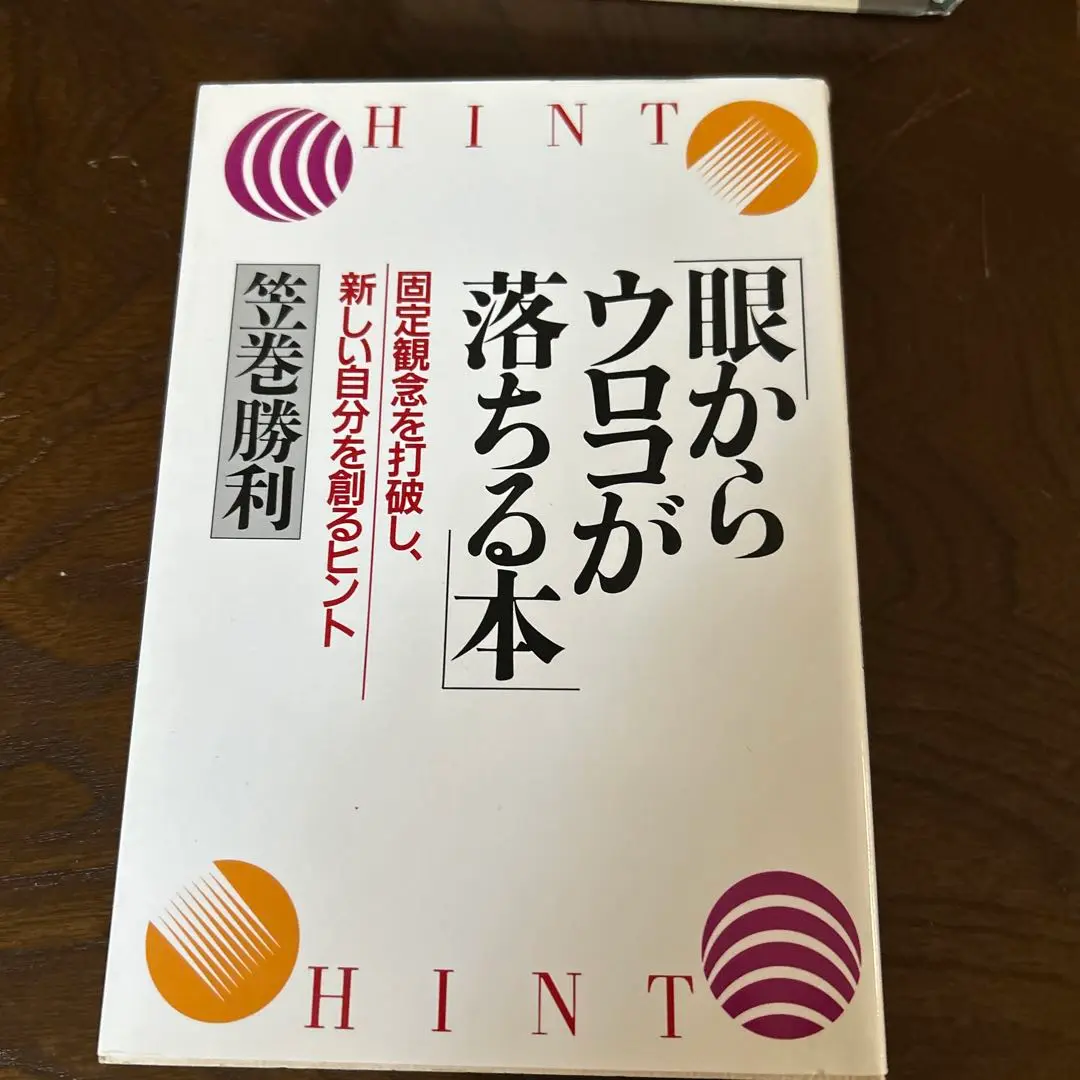 HINT
「眼から
ウロコが
落ちる本」
固定観念を打破し、
新しい自分を創るヒント
笠巻勝利
HINT